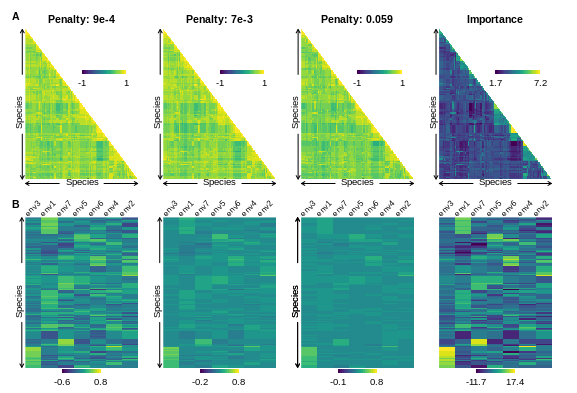 A
Penalty: 9e-4
Penalty: 7e-3
Penalty: 0.059
Importance
-1 1
-1 1
-1 1
1.7 7.2
Species
Species
Species
Species
Species
Species
Species
Species
B
env3 env1 env7 env5 env6 env4 env2
env3 env1 env7 env5 env6 env4 env2
env3 env1 env7 env5 env6 env4 env2
env3 env1 env7 env5 env6 env4 env2
Species
Species
Species
Species
-0.6 0.8
-0.2 0.8
-0.1 0.8
-11.7 17.4